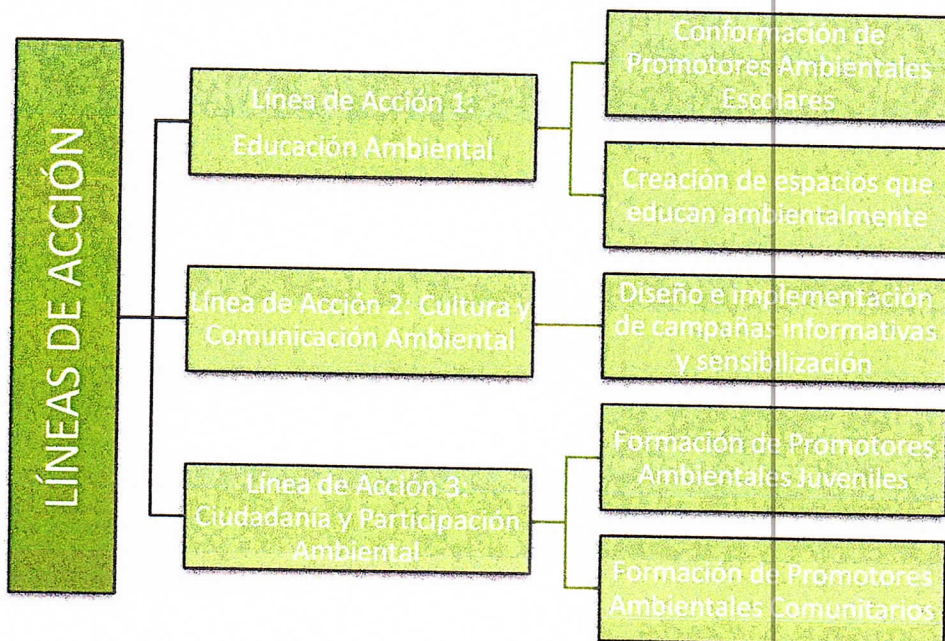 LÍNEAS DE ACCIÓN
Línea de Acción 1:
Educación Ambiental
Conformación de
Promotores Ambientales
Escolares
Creación de espacios que
educan ambientalmente
Línea de Acción 2: Cultura y
Comunicación Ambiental
Diseño e implementación
de campañas informativas
y sensibilización
Línea de Acción 3:
Ciudadanía y Participación
Ambiental
Formación de Promotores
Ambientales Juveniles
Formación de Promotores
Ambientales Comunitarios